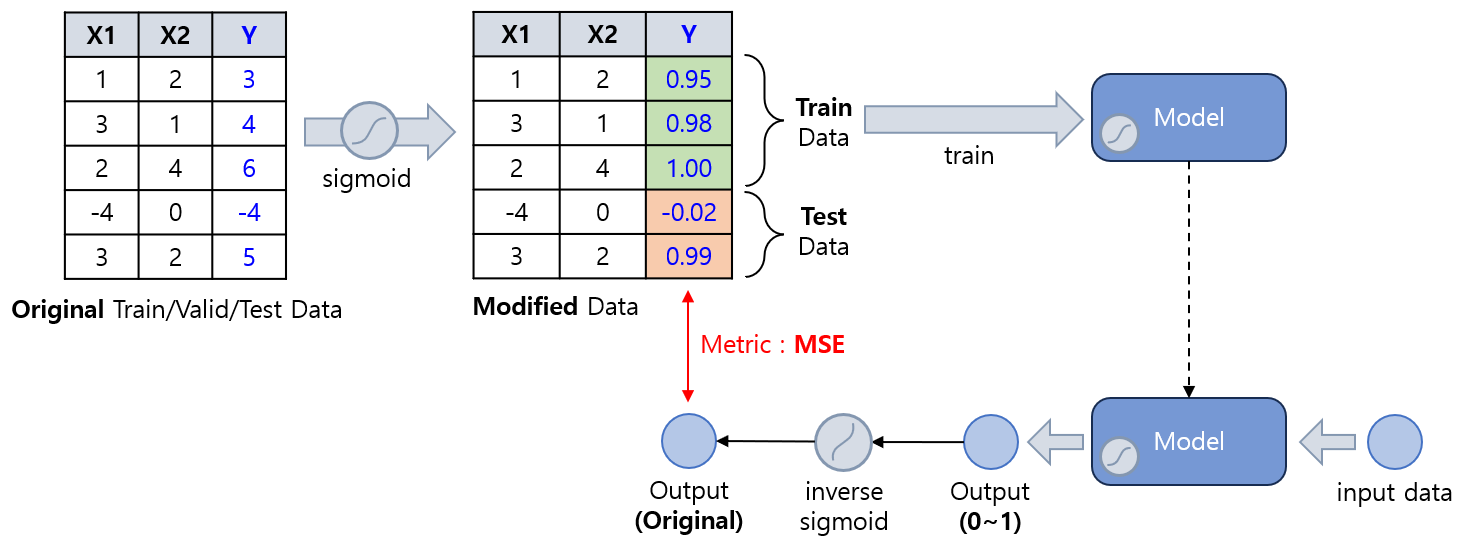 X1 X2 Y
1 2 3
3 1 4
2 4 6
-4 0 -4
3 2 5
Original Train/Valid/Test Data
sigmoid
X1 X2 Y
1 2 0.95
3 1 0.98
2 4 1.00
-4 0 -0.02
3 2 0.99
Modified Data
Train
Data
Test
Data
train
Model
Metric : MSE
Model
input data
Output
(0~1)
inverse
sigmoid
Output
(Original)